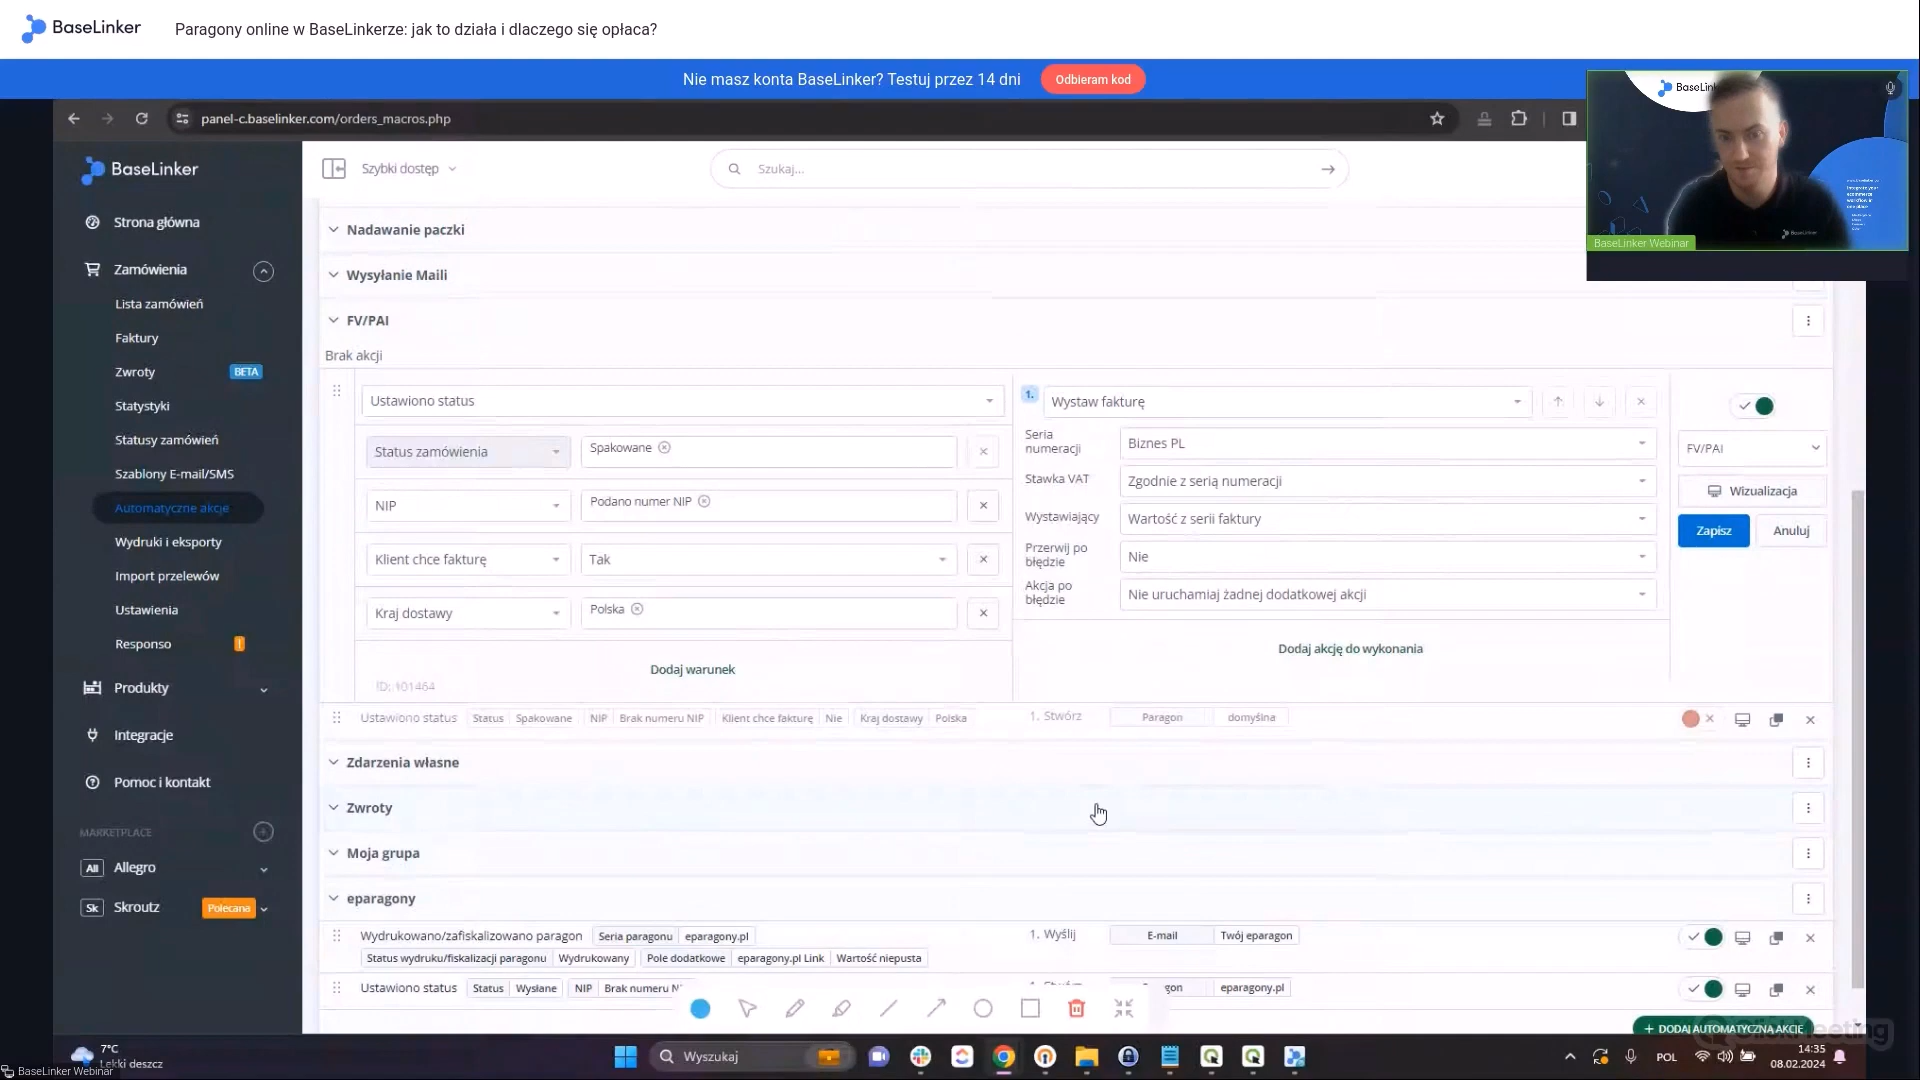 BaseLinker
Paragony online w BaseLinkerze: jak to działa i dlaczego się opłaca?
Nie masz konta BaseLinker? Testuj przez 14 dni
Odbieram kod
panel-c.baselinker.com/orders_macros.php
BaseLinker
Szybki dostęp
Szukaj...
BaseLinker Webinar
Strona główna
Zamówienia
Lista zamówień
Faktury
Zwroty BETA
Statystyki
Statusy zamówień
Szablony E-mail/SMS
Automatyczne akcje
Wydruki i eksporty
Import przelewów
Ustawienia
Responso !
Produkty
Integracje
Pomoc i kontakt
MARKETPLACE
All Allegro
Sk Skroutz Polecana
Nadawanie paczki
Wysyłanie Maili
FV/PAI
Brak akcji
Ustawiono status
Status zamówienia Spakowane
NIP Podano numer NIP
Klient chce fakturę Tak
Kraj dostawy Polska
Dodaj warunek
1. Wystaw fakturę
Seria numeracji Biznes PL
Stawka VAT Zgodnie z serią numeracji
Wystawiający Wartość z serii faktury
Przerwij po błędzie Nie
Akcja po błędzie Nie uruchamiaj żadnej dodatkowej akcji
Dodaj akcję do wykonania
FV/PAI
Wizualizacja
Zapisz Anuluj
Ustawiono status Status Spakowane NIP Brak numeru NIP Klient chce fakturę Nie Kraj dostawy Polska 1. Stwórz Paragon domyślna
Zdarzenia własne
Zwroty
Moja grupa
eparagony
Wydrukowano/zafiskalizowano paragon Seria paragonu eparagony.pl 1. Wyślij E-mail Twój eparagon
Status wydruku/fiskalizacji paragonu Wydrukowany Pole dodatkowe eparagony.pl Link Wartość niepusta
Ustawiono status Status Wysłane NIP Brak numeru eparagony.pl
+ DODAJ AUTOMATYCZNĄ AKCJĘ
ClickMeeting
7°C
Lekki deszcz
BaseLinker Webinar
Wyszukaj
POL
14:35
08.02.2024